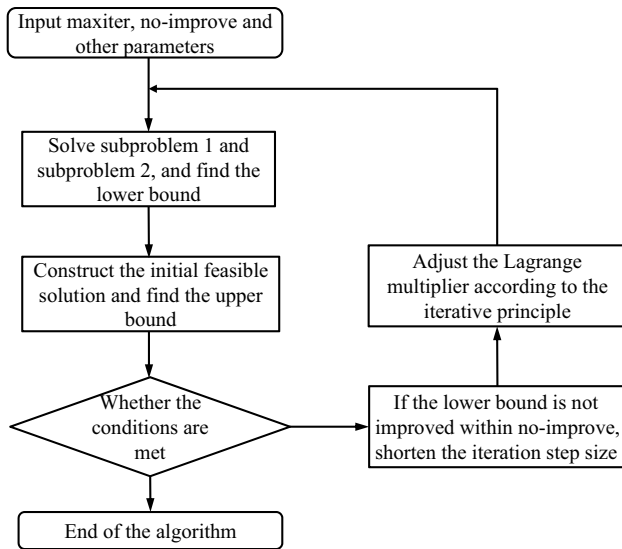 Input maxiter, no-improve and
other parameters
Solve subproblem 1 and
subproblem 2, and find the
lower bound
Construct the initial feasible
solution and find the upper
bound
Whether the
conditions are
met
End of the algorithm
If the lower bound is not
improved within no-improve,
shorten the iteration step size
Adjust the Lagrange
multiplier according to the
iterative principle